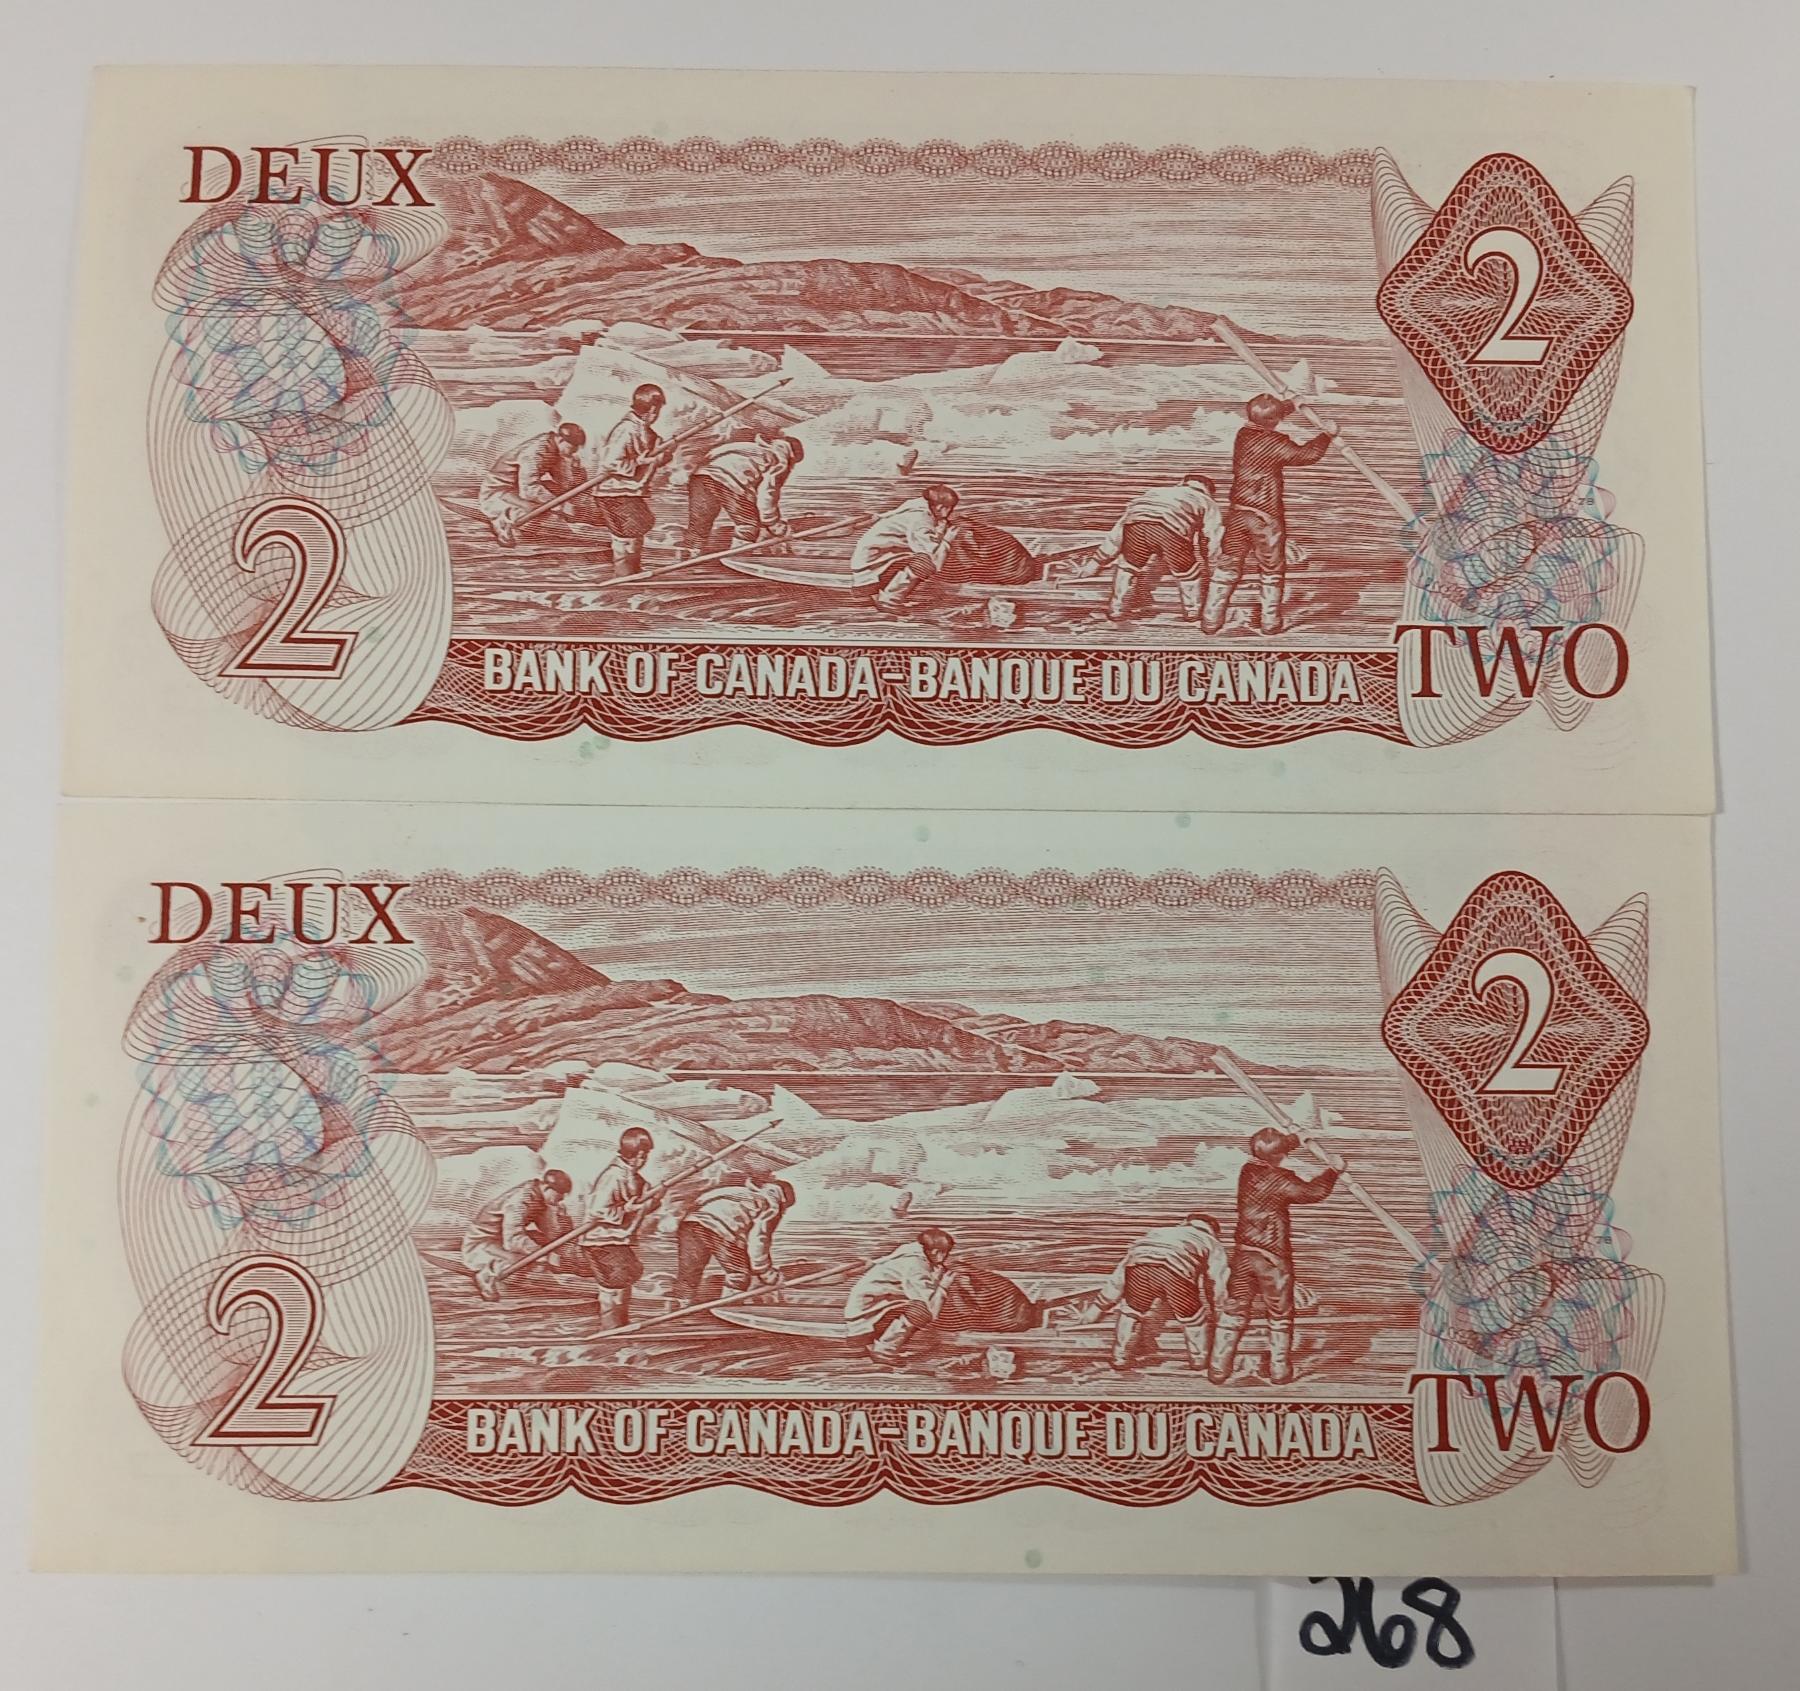 DEUX
2
2
BANK OF CANADA-BANQUE DU CANADA
TWO
DEUX
2
2
BANK OF CANADA-BANQUE DU CANADA
TWO
268